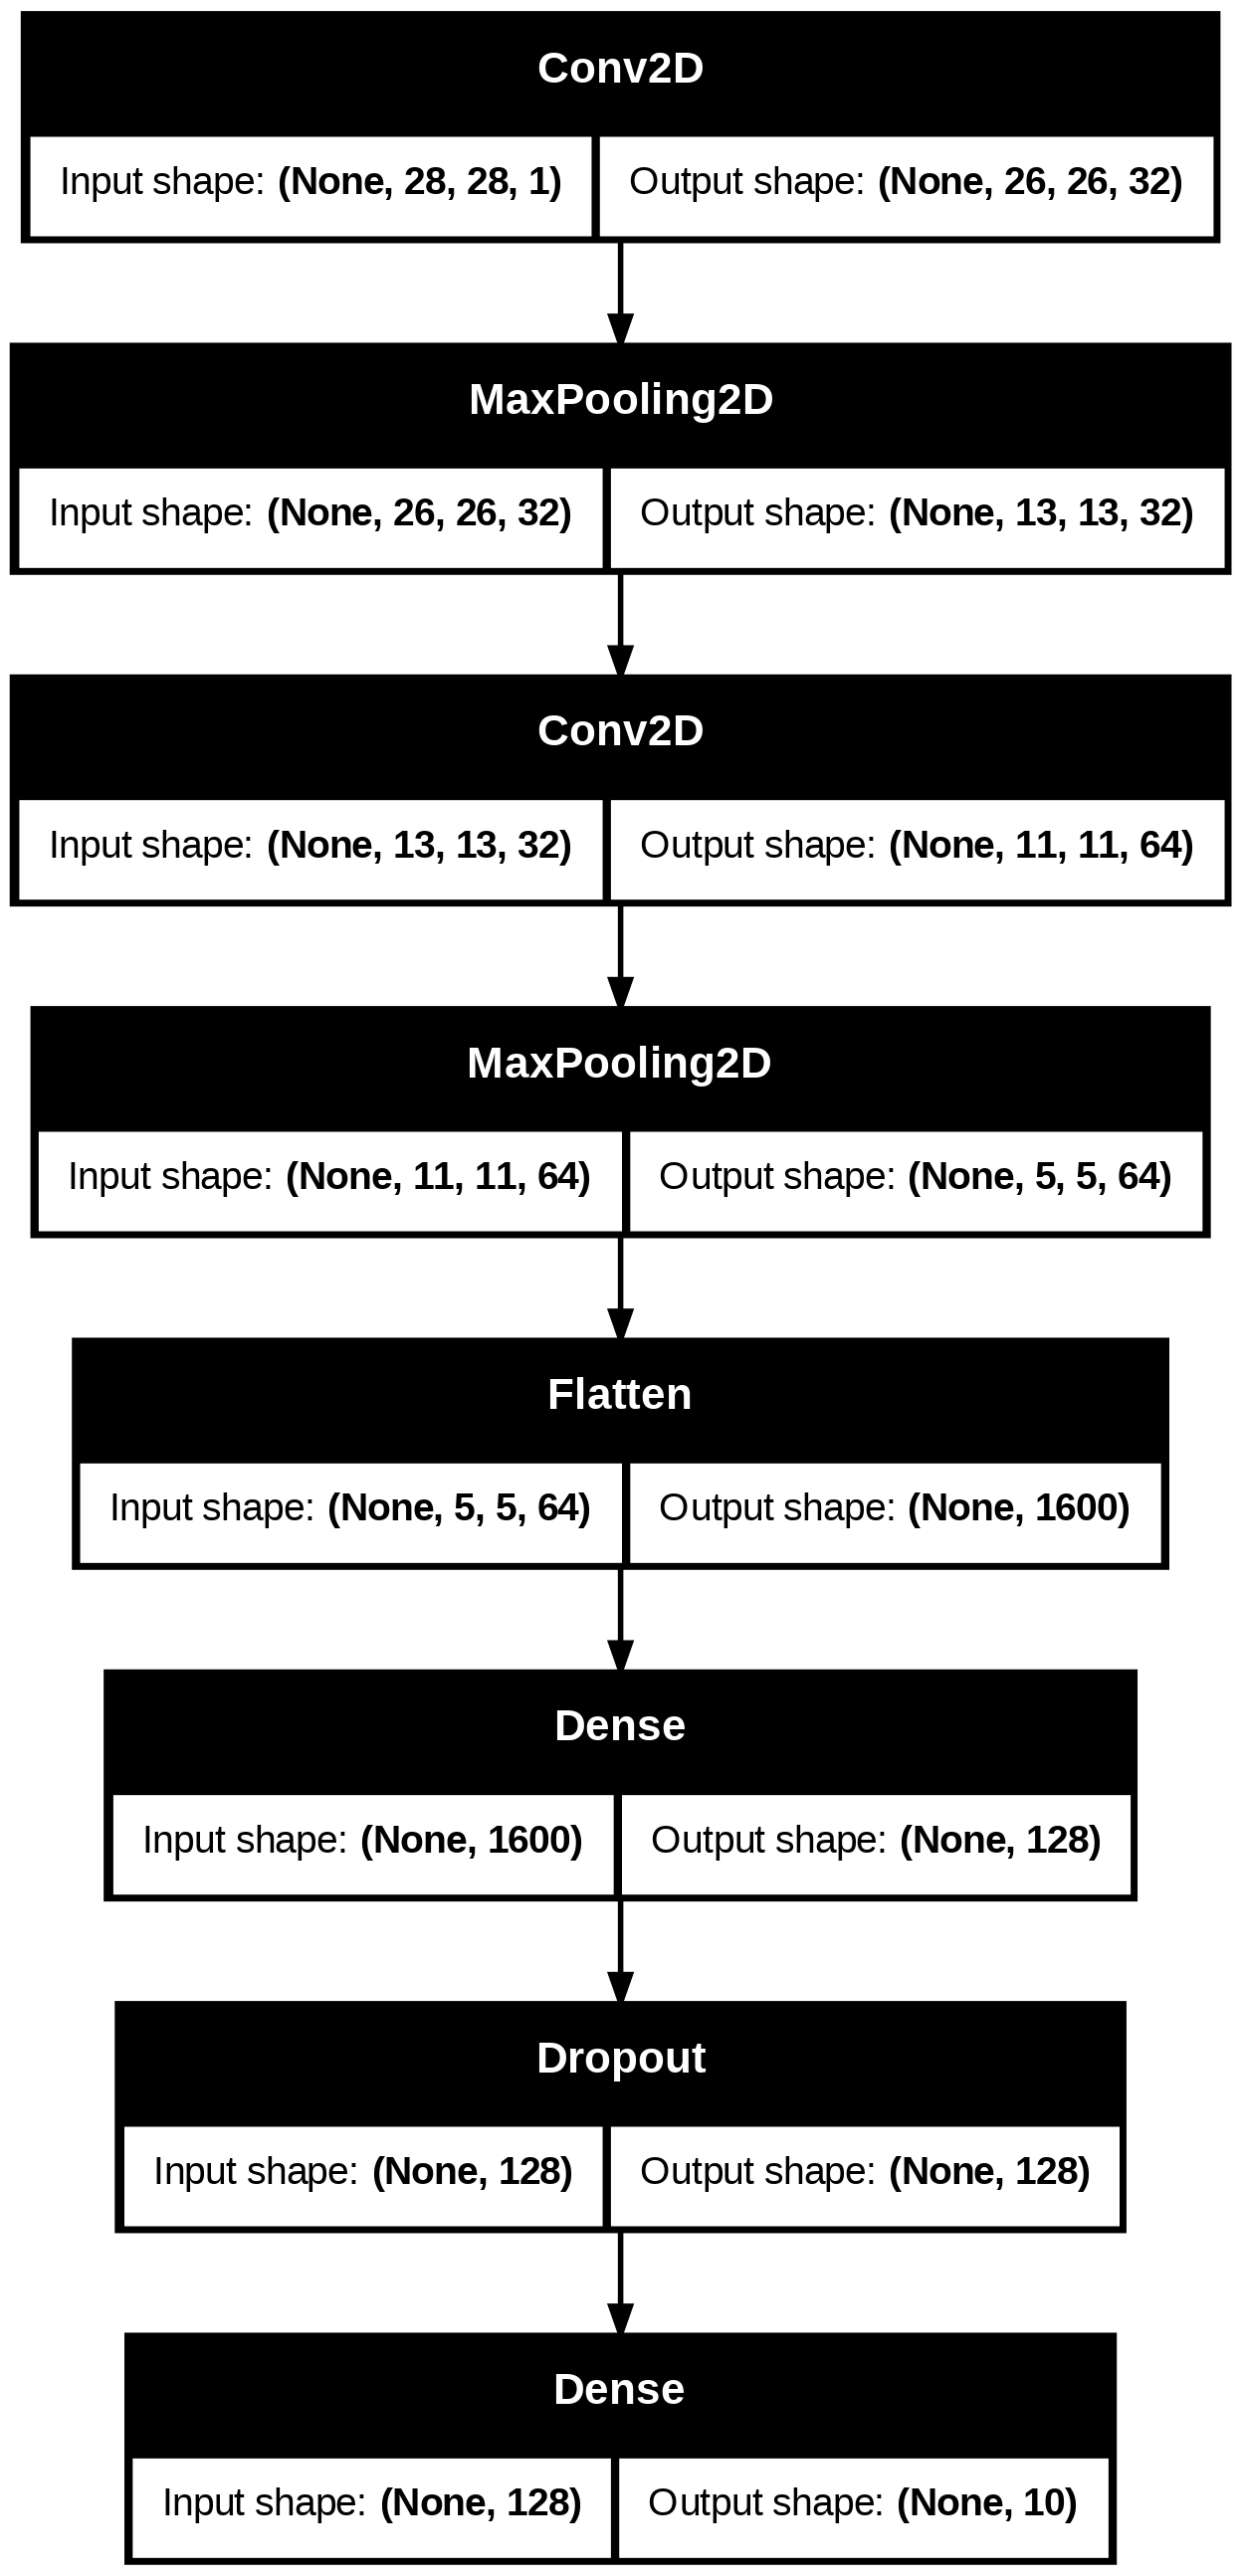 Conv2D
Input shape: (None, 28, 28, 1) Output shape: (None, 26, 26, 32)
MaxPooling2D
Input shape: (None, 26, 26, 32) Output shape: (None, 13, 13, 32)
Conv2D
Input shape: (None, 13, 13, 32) Output shape: (None, 11, 11, 64)
MaxPooling2D
Input shape: (None, 11, 11, 64) Output shape: (None, 5, 5, 64)
Flatten
Input shape: (None, 5, 5, 64) Output shape: (None, 1600)
Dense
Input shape: (None, 1600) Output shape: (None, 128)
Dropout
Input shape: (None, 128) Output shape: (None, 128)
Dense
Input shape: (None, 128) Output shape: (None, 10)